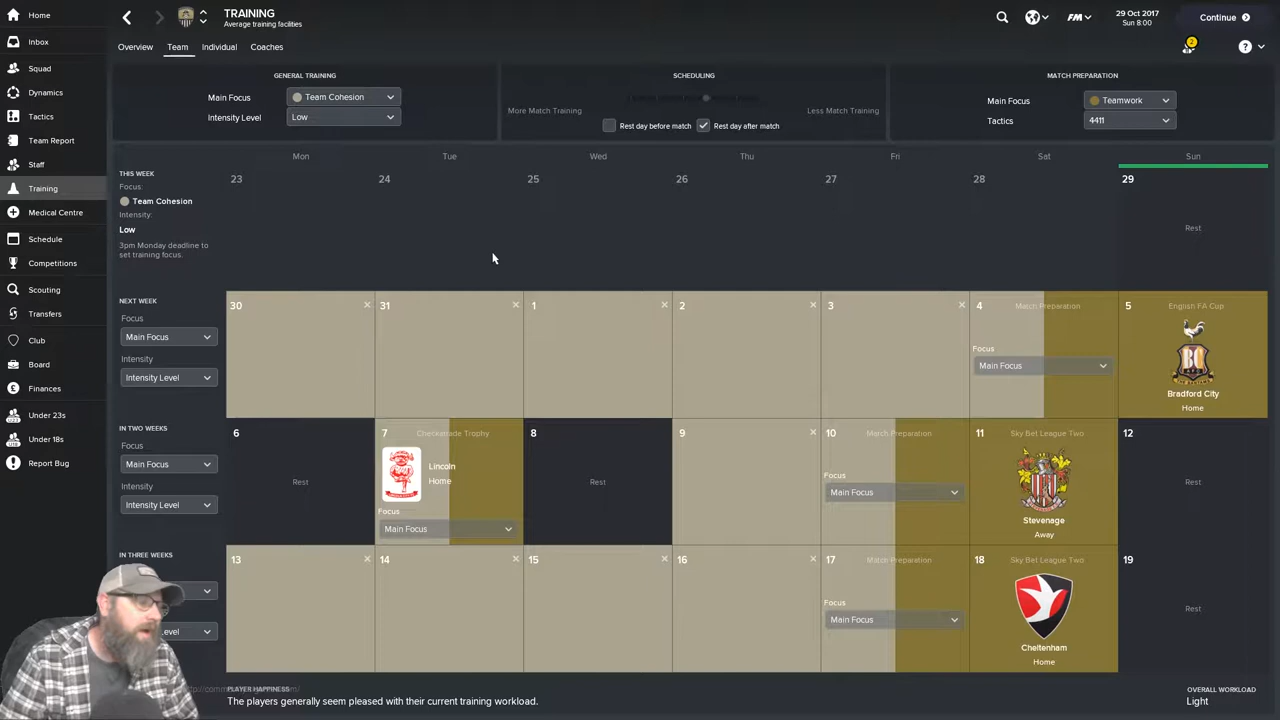 Home
Inbox
Squad
Dynamics
Tactics
Team Report
Staff
Training
Medical Centre
Schedule
Competitions
Scouting
Transfers
Club
Board
Finances
Under 23s
Under 18s
Report Bug
TRAINING
Average training facilities
FM
29 Oct 2017
Sun 8:00
Continue
Overview
Team
Individual
Coaches
2
?
GENERAL TRAINING
Main Focus
Team Cohesion
Intensity Level
Low
SCHEDULING
More Match Training
Less Match Training
Rest day before match
Rest day after match
MATCH PREPARATION
Main Focus
Teamwork
Tactics
4411
Mon
Tue
Wed
Thu
Fri
Sat
Sun
THIS WEEK
Focus:
Team Cohesion
Intensity:
Low
3pm Monday deadline to
set training focus.
23
24
25
26
27
28
29
Rest
NEXT WEEK
Focus
Main Focus
Intensity
Intensity Level
30
31
1
2
3
4
Match Preparation
Focus
Main Focus
5
English FA Cup
Bradford City
Home
IN TWO WEEKS
Focus
Main Focus
Intensity
Intensity Level
6
Rest
7
Checkatrade Trophy
Lincoln
Home
Focus
Main Focus
8
Rest
9
10
Match Preparation
Focus
Main Focus
11
Sky Bet League Two
Stevenage
Away
12
Rest
IN THREE WEEKS
Level
13
14
15
16
17
Match Preparation
Focus
Main Focus
18
Sky Bet League Two
Cheltenham
Home
19
Rest
PLAYER HAPPINESS
The players generally seem pleased with their current training workload.
OVERALL WORKLOAD
Light